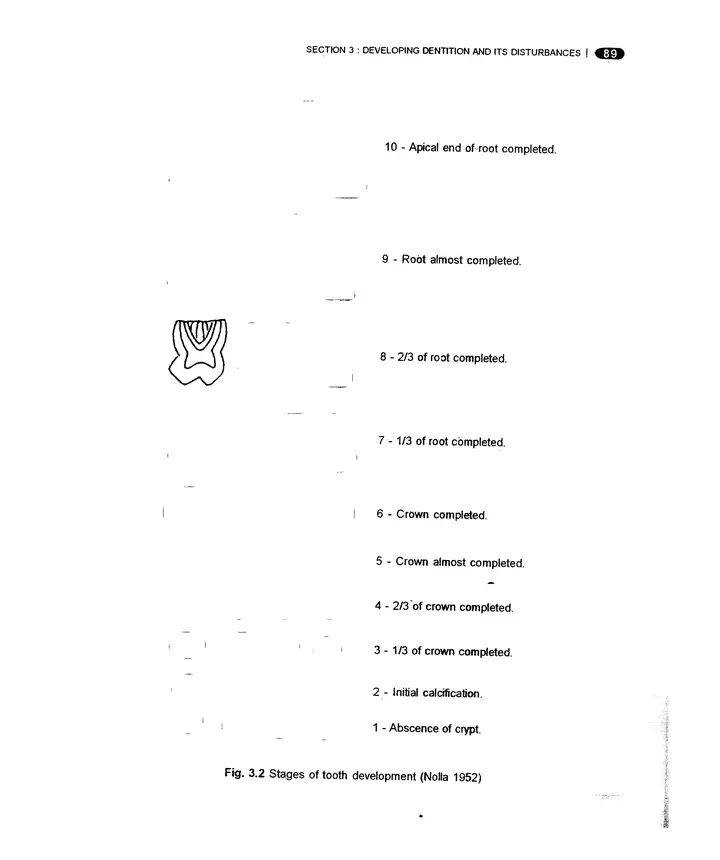 SECTION 3 : DEVELOPING DENTITION AND ITS DISTURBANCES | 89
10 - Apical end of root completed.
9 - Root almost completed.
8 - 2/3 of root completed.
7 - 1/3 of root completed.
6 - Crown completed.
5 - Crown almost completed.
4 - 2/3 of crown completed.
3 - 1/3 of crown completed.
2 - Initial calcification.
1 - Abscence of crypt.
Fig. 3.2 Stages of tooth development (Nolla 1952)